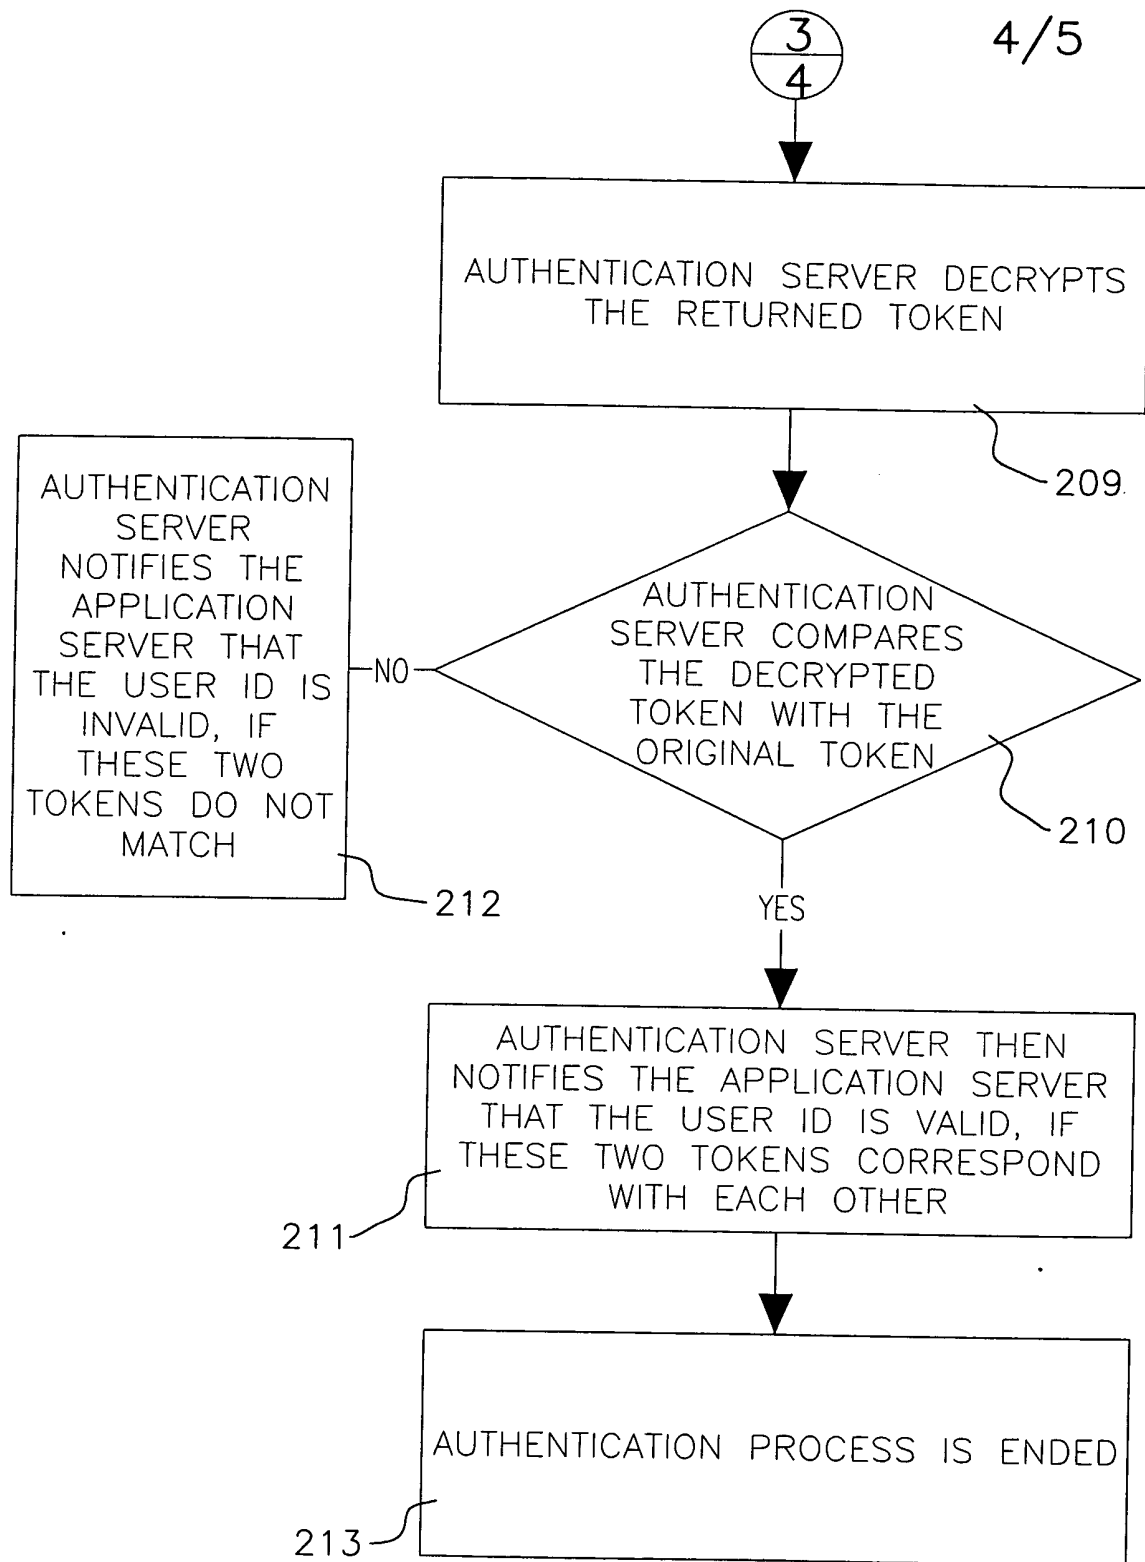 3
4
4/5
AUTHENTICATION SERVER DECRYPTS
THE RETURNED TOKEN
209
AUTHENTICATION
SERVER COMPARES
THE DECRYPTED
TOKEN WITH THE
ORIGINAL TOKEN
210
NO
AUTHENTICATION
SERVER
NOTIFIES THE
APPLICATION
SERVER THAT
THE USER ID IS
INVALID, IF
THESE TWO
TOKENS DO NOT
MATCH
212
YES
AUTHENTICATION SERVER THEN
NOTIFIES THE APPLICATION SERVER
THAT THE USER ID IS VALID, IF
THESE TWO TOKENS CORRESPOND
WITH EACH OTHER
211
AUTHENTICATION PROCESS IS ENDED
213